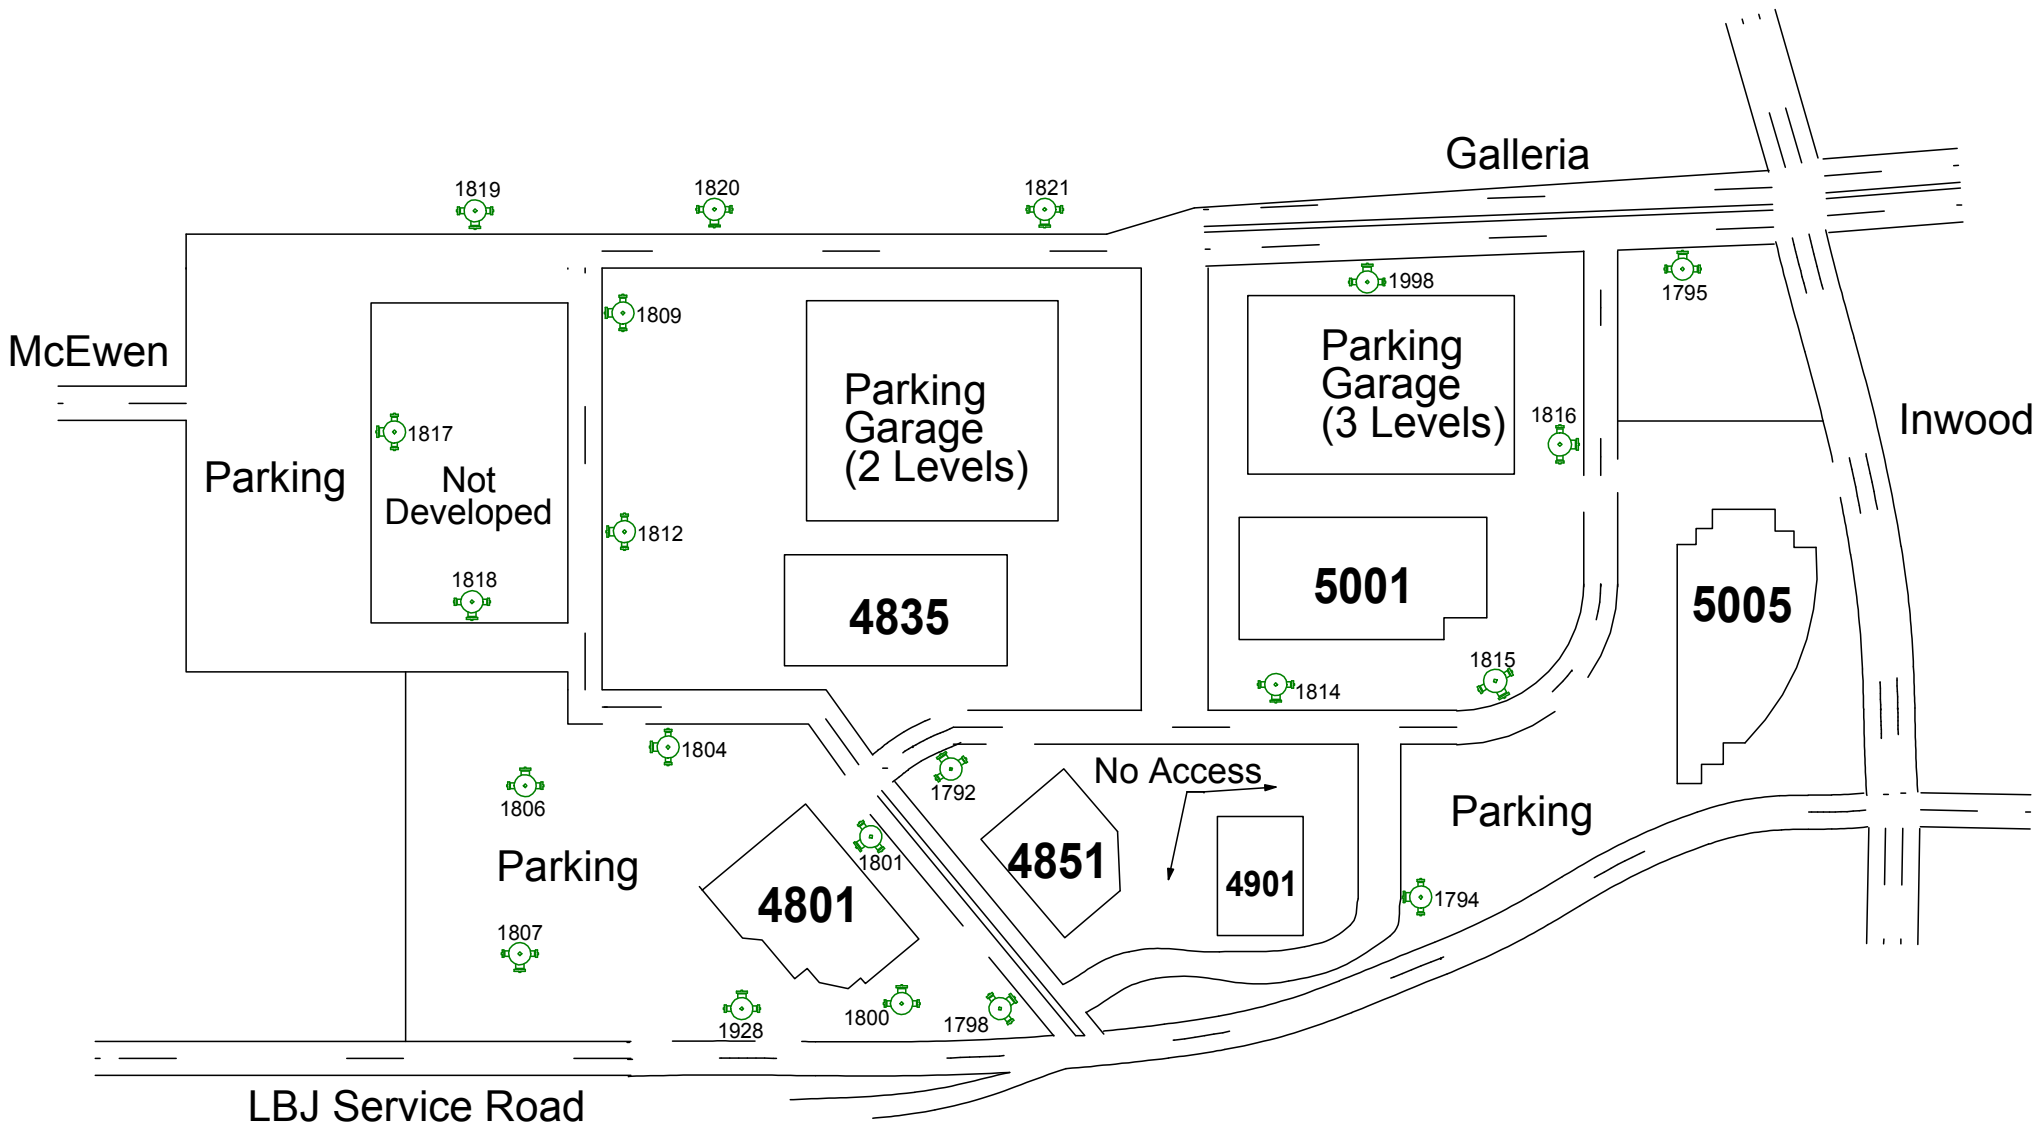 Galleria
1819
1820
1821
1998
1795
1809
McEwen
Parking
Garage
(3 Levels)
Parking
Garage
(2 Levels)
1816
Inwood
1817
Parking
Not
Developed
1812
1818
4835
5001
5005
1815
1814
1804
1792
No Access
1806
Parking
1801
4851
Parking
4801
4901
1794
1807
1800
1798
1928
LBJ Service Road